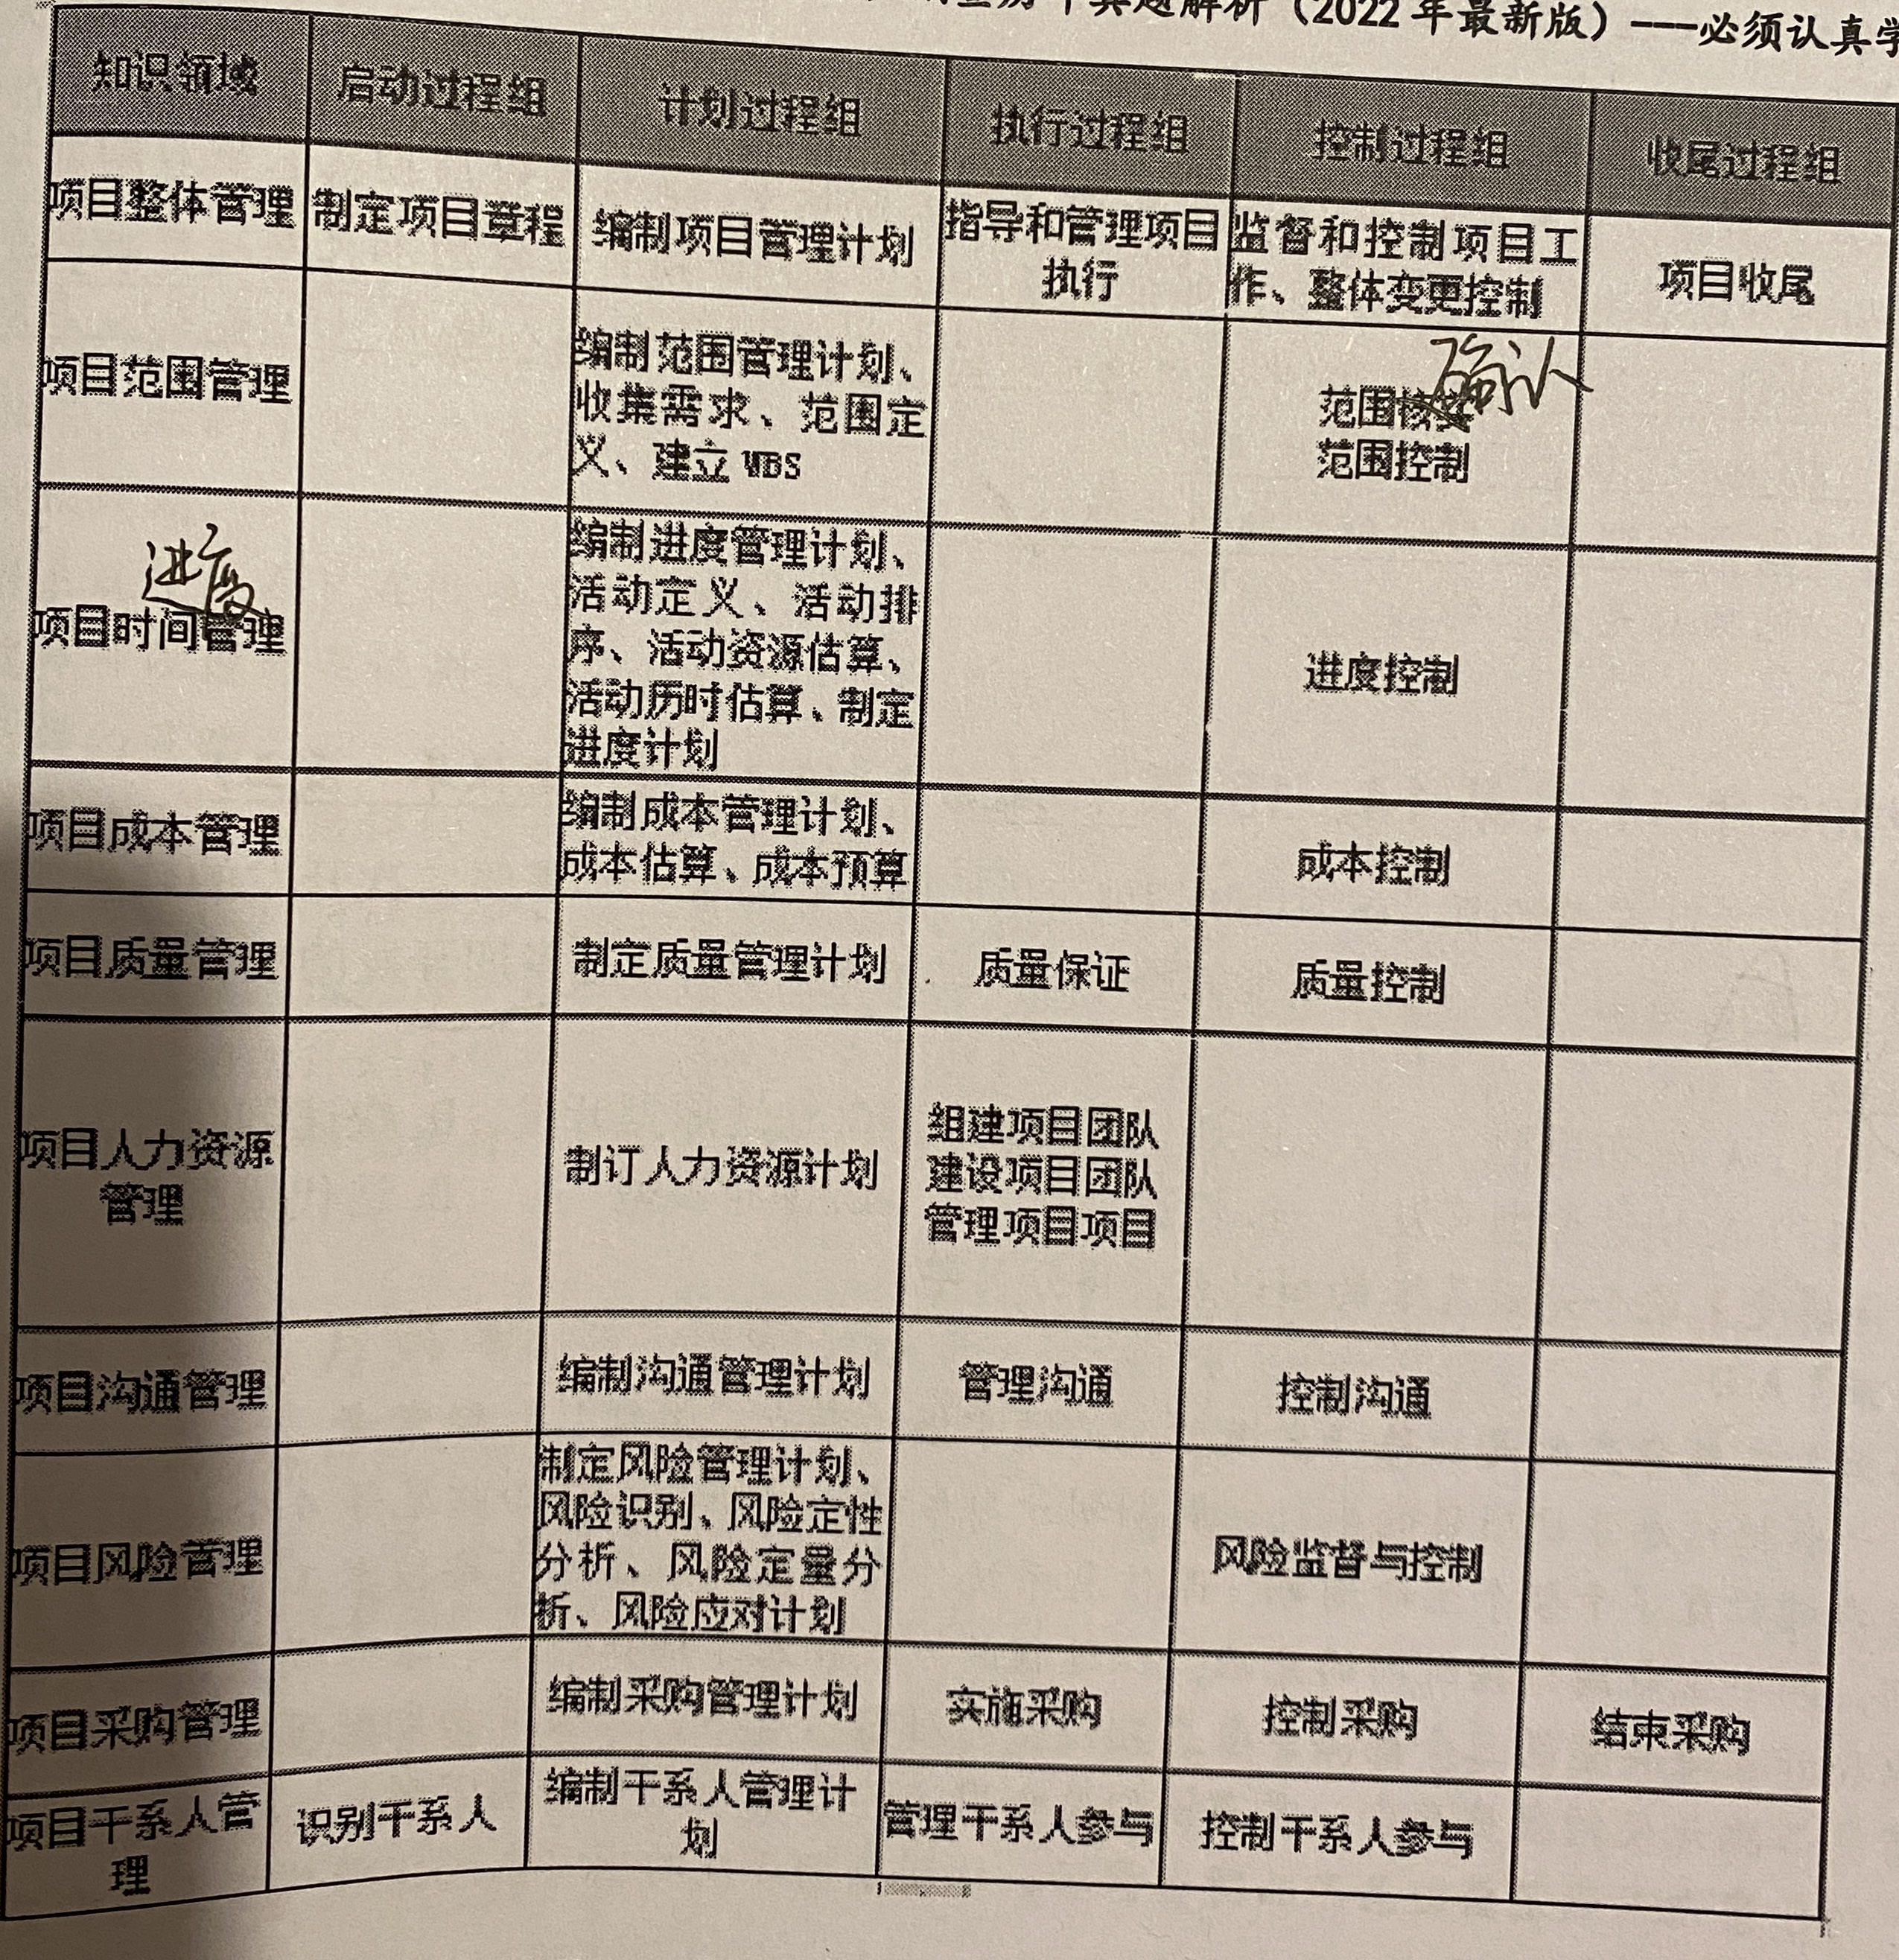 真题解析（2022年最新版）---必须认真学
知识领域 启动过程组 计划过程组 执行过程组 控制过程组 收尾过程组
项目整体管理 制定项目章程 编制项目管理计划 指导和管理项目 监督和控制项目工 项目收尾
执行 作、整体变更控制
项目范围管理 编制范围管理计划、 确认
收集需求、范围定 范围核实
义、建立 WBS 范围控制
进度 编制进度管理计划、
项目时间管理 活动定义、活动排
序、活动资源估算、 进度控制
活动历时估算、制定
进度计划
项目成本管理 编制成本管理计划、 成本控制
成本估算、成本预算
项目质量管理 制定质量管理计划 质量保证 质量控制
项目人力资源 制订人力资源计划 组建项目团队
管理 建设项目团队
管理项目项目
项目沟通管理 编制沟通管理计划 管理沟通 控制沟通
项目风险管理 制定风险管理计划、 风险监督与控制
风险识别、风险定性
分析、风险定量分
析、风险应对计划
项目采购管理 编制采购管理计划 实施采购 控制采购 结束采购
项目干系人管 识别干系人 编制干系人管理计 管理干系人参与 控制干系人参与
理 划